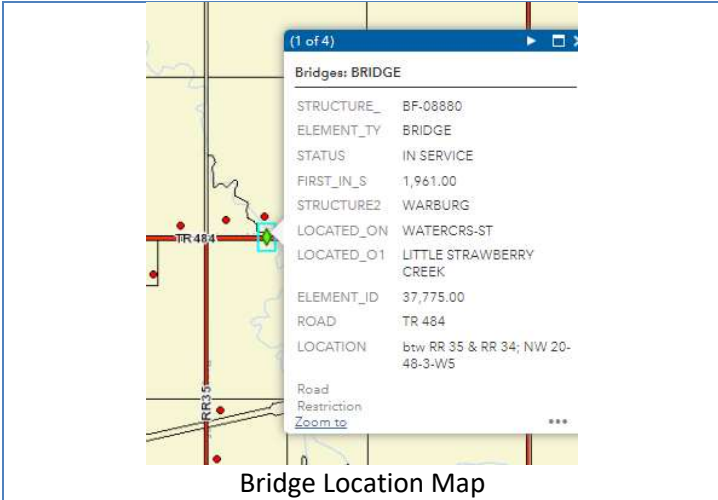 (1 of 4)
Bridges: BRIDGE
STRUCTURE_ BF-08880
ELEMENT_TY BRIDGE
STATUS IN SERVICE
FIRST_IN_S 1,961.00
STRUCTURE2 WARBURG
LOCATED_ON WATERCRS-ST
LOCATED_O1 LITTLE STRAWBERRY
CREEK
ELEMENT_ID 37,775.00
ROAD TR 484
LOCATION btw RR 35 & RR 34; NW 20-
48-3-W5
Road
Restriction
Zoom to
TR 484
RR35
Bridge Location Map